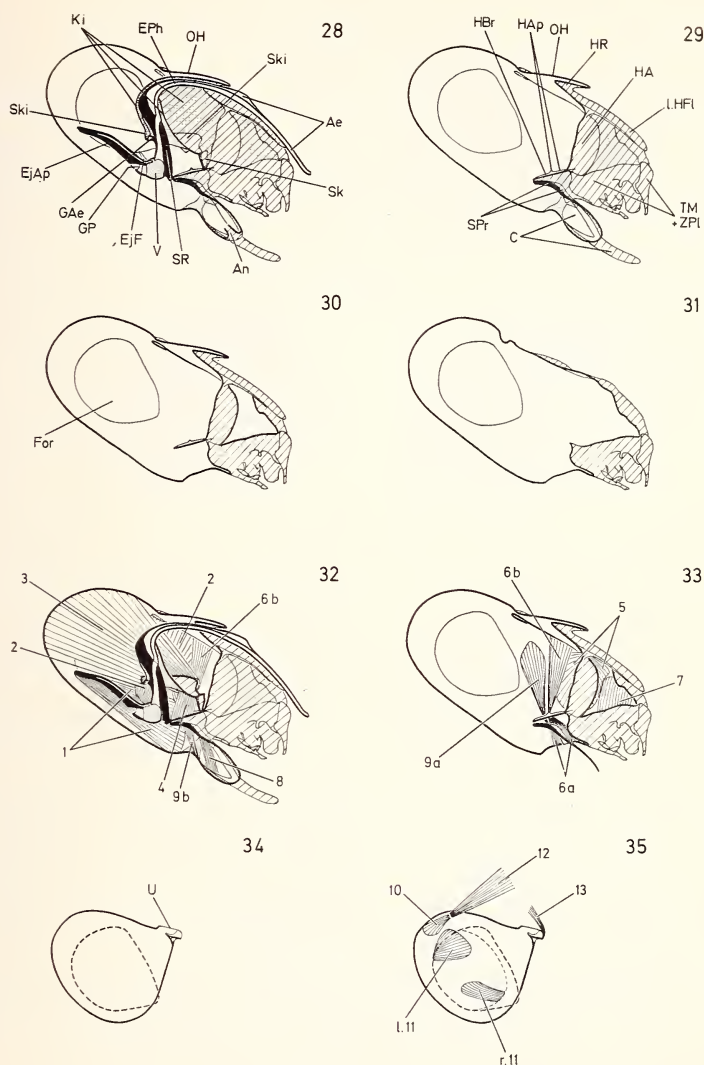 28
Ki
EPh
OH
Ski
Ski
Ae
EjAp
GAe
GP
EjF
V
SR
An
Sk
29
HBr
HAp
OH
HR
HA
l.HFl
SPr
C
TM
+ZPl
30
For
31
32
3
2
2
6b
1
4
9b
8
33
6b
5
7
9a
6a
34
U
35
10
12
13
l.11
r.11